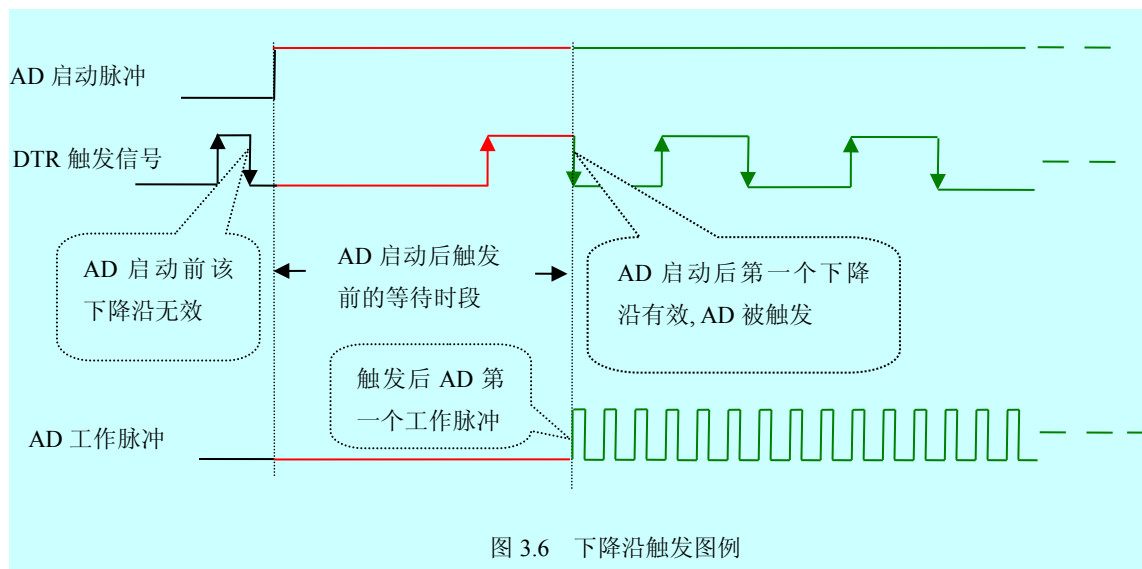 AD 启动脉冲
DTR 触发信号
AD 启动前该
下降沿无效
AD 启动后触发
前的等待时段
AD 启动后第一个下降
沿有效, AD 被触发
触发后 AD 第
一个工作脉冲
AD 工作脉冲
图 3.6 下降沿触发图例